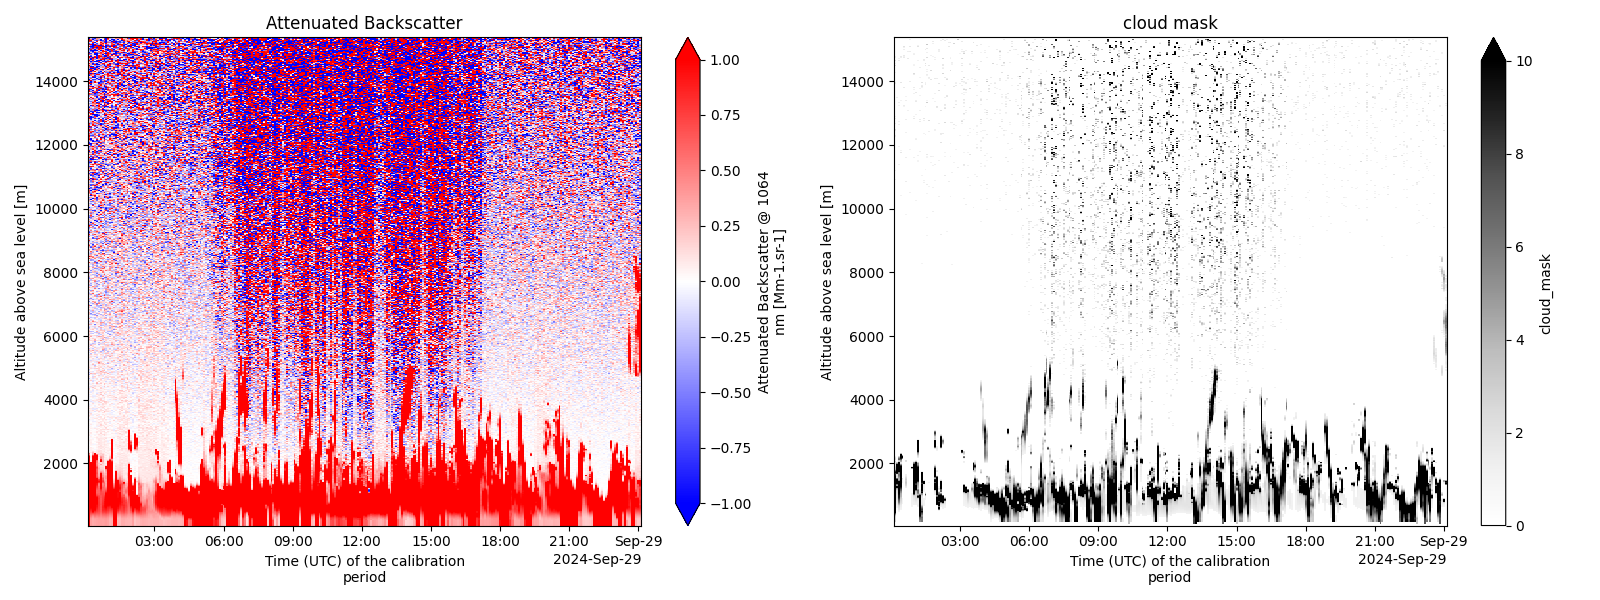 Attenuated Backscatter
14000
12000
10000
8000
6000
4000
2000
Altitude above sea level [m]
03:00 06:00 09:00 12:00 15:00 18:00 21:00 Sep-29
2024-Sep-29
Time (UTC) of the calibration
period
1.00
0.75
0.50
0.25
0.00
−0.25
−0.50
−0.75
−1.00
Attenuated Backscatter @ 1064
nm [Mm-1.sr-1]
cloud mask
14000
12000
10000
8000
6000
4000
2000
Altitude above sea level [m]
03:00 06:00 09:00 12:00 15:00 18:00 21:00 Sep-29
2024-Sep-29
Time (UTC) of the calibration
period
10
8
6
4
2
0
cloud_mask